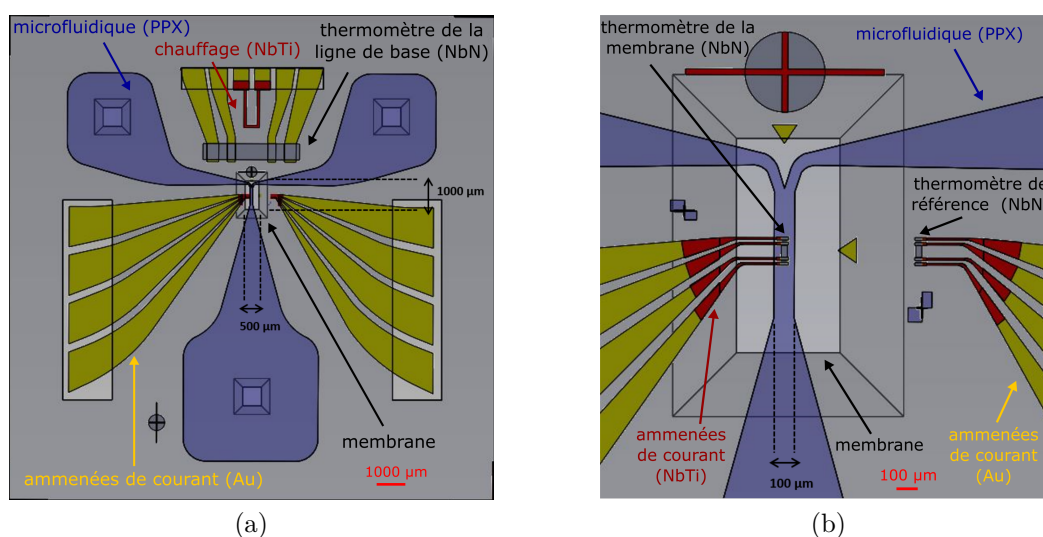 microfluidique (PPX)
chauffage (NbTi)
thermomètre de la
ligne de base (NbN)
1000 μm
500 μm
membrane
ammenées de courant (Au)
1000 μm
(a)
thermomètre de la
membrane (NbN)
microfluidique (PPX)
thermomètre de
référence (NbN
ammenées
de courant
(NbTi)
membrane
ammenées
de courant
(Au)
100 μm
100 μm
(b)